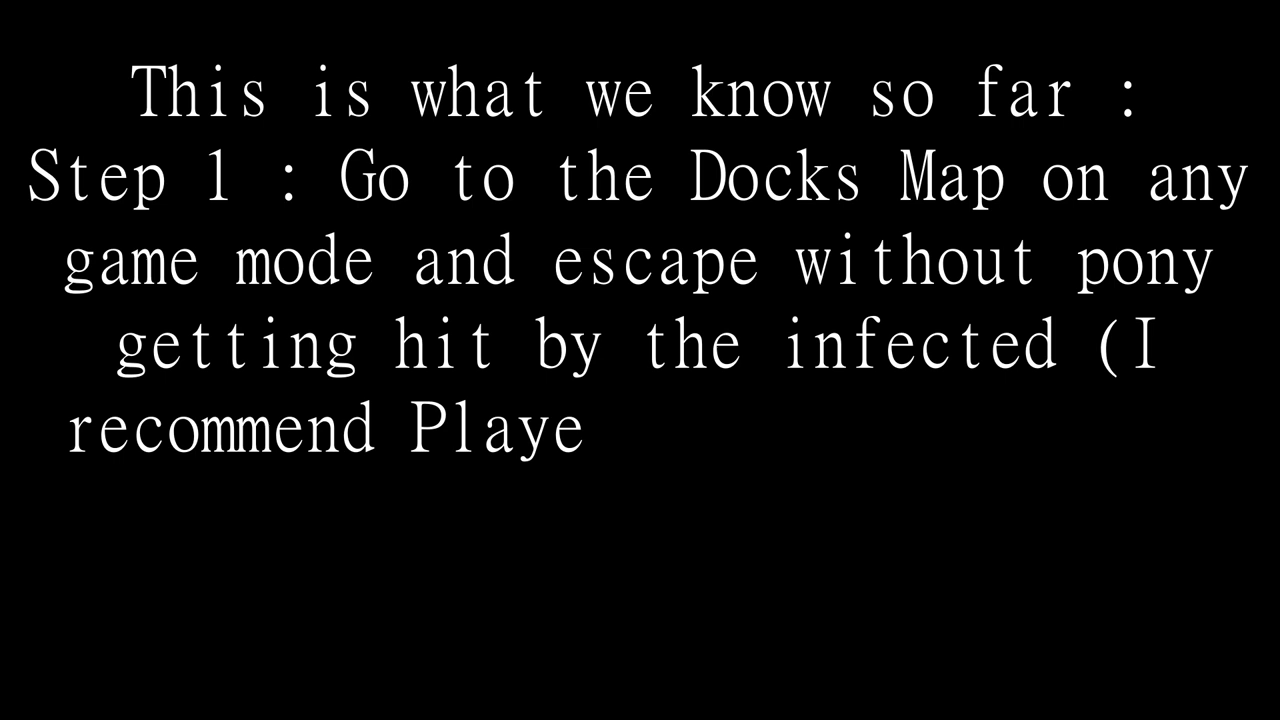 This is what we know so far :
Step 1 : Go to the Docks Map on any
game mode and escape without pony
getting hit by the infected (I
recommend Playe